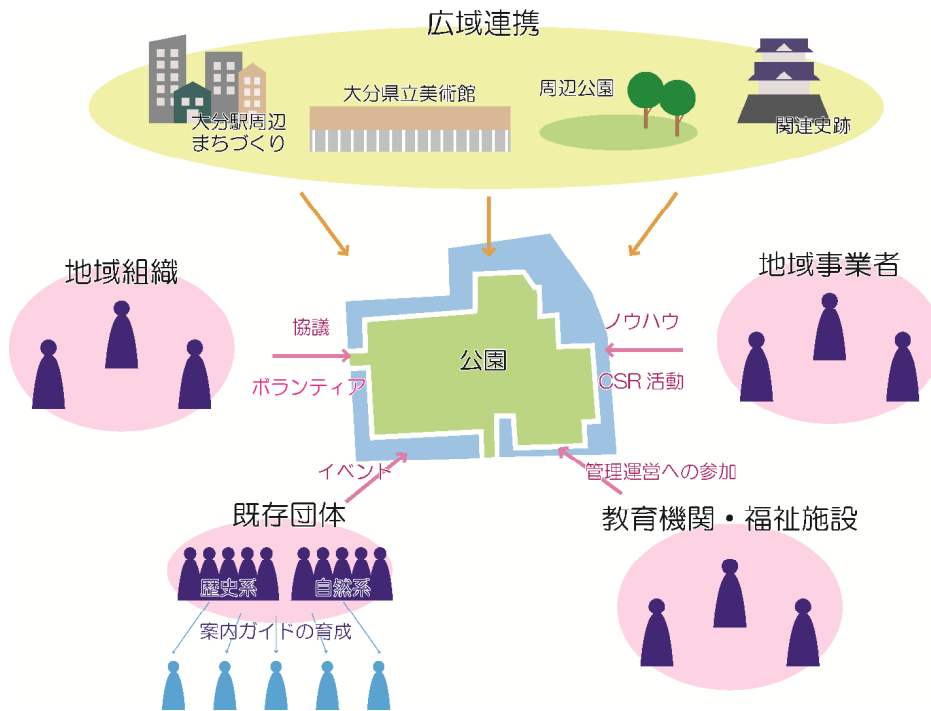 広域連携
大分駅周辺
まちづくり
大分県立美術館
周辺公園
関連史跡
地域組織
地域事業者
協議
ボランティア
公園
ノウハウ
CSR 活動
イベント
管理運営への参加
既存団体
教育機関・福祉施設
歴史系
自然系
案内ガイドの育成